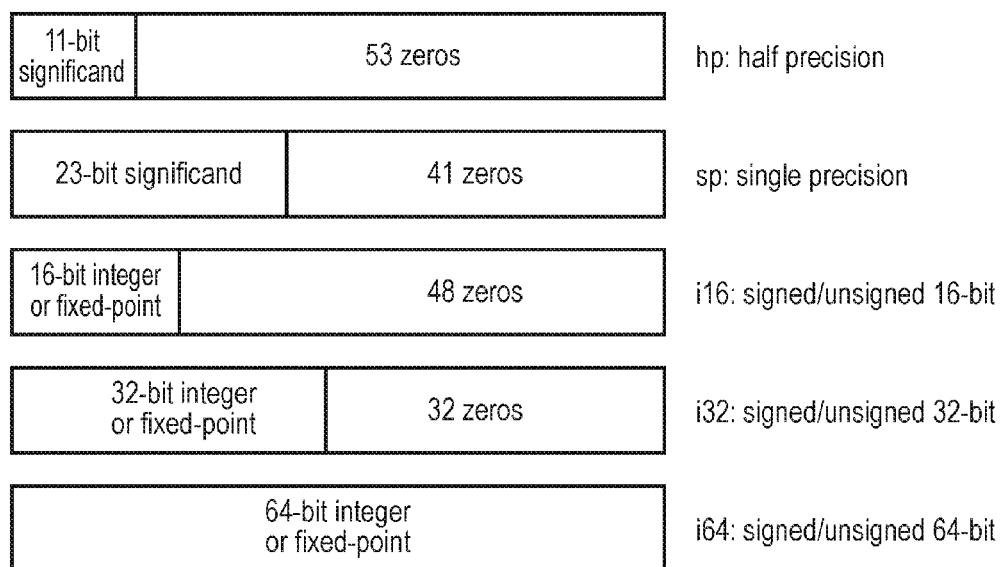 11-bit
significand
53 zeros
hp: half precision
23-bit significand
41 zeros
sp: single precision
16-bit integer
or fixed-point
48 zeros
i16: signed/unsigned 16-bit
32-bit integer
or fixed-point
32 zeros
i32: signed/unsigned 32-bit
64-bit integer
or fixed-point
i64: signed/unsigned 64-bit